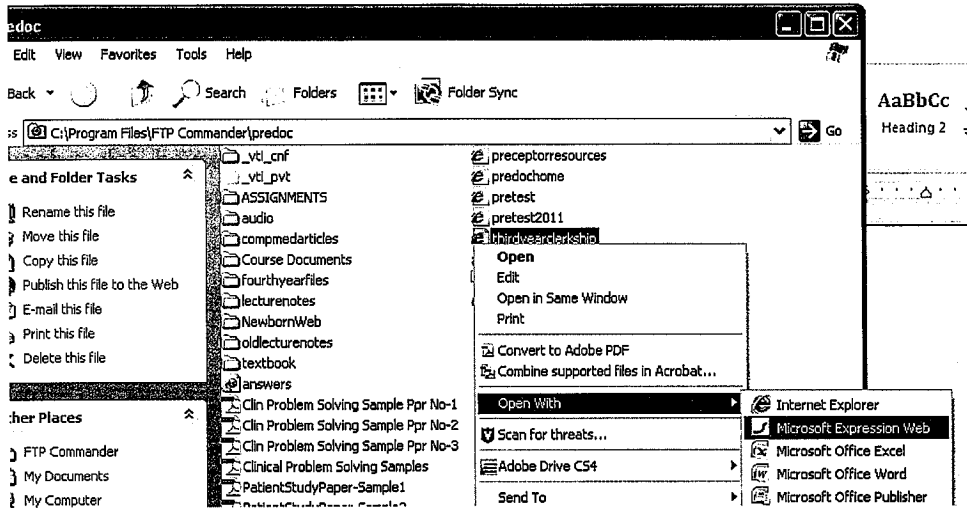 edoc
Edit View Favorites Tools Help
Back Search Folders Folder Sync
ss C:\Program Files\FTP Commander\predoc Go
e and Folder Tasks
Rename this file
Move this file
Copy this file
Publish this file to the Web
E-mail this file
Print this file
Delete this file
her Places
FTP Commander
My Documents
My Computer
_vti_cnf
_vti_pvt
ASSIGNMENTS
audio
compmedarticles
Course Documents
fourthyearfiles
lecturenotes
NewbornWeb
oldlecturenotes
textbook
answers
Clin Problem Solving Sample Ppr No-1
Clin Problem Solving Sample Ppr No-2
Clin Problem Solving Sample Ppr No-3
Clinical Problem Solving Samples
PatientStudyPaper-Sample1
PatientStudyPaper-Sample2
preceptorresources
predochome
pretest
pretest2011
thirdyearclerkship
Open
Edit
Open in Same Window
Print
Convert to Adobe PDF
Combine supported files in Acrobat...
Open With
Scan for threats...
Adobe Drive CS4
Send To
Internet Explorer
Microsoft Expression Web
Microsoft Office Excel
Microsoft Office Word
Microsoft Office Publisher
AaBbCc
Heading 2